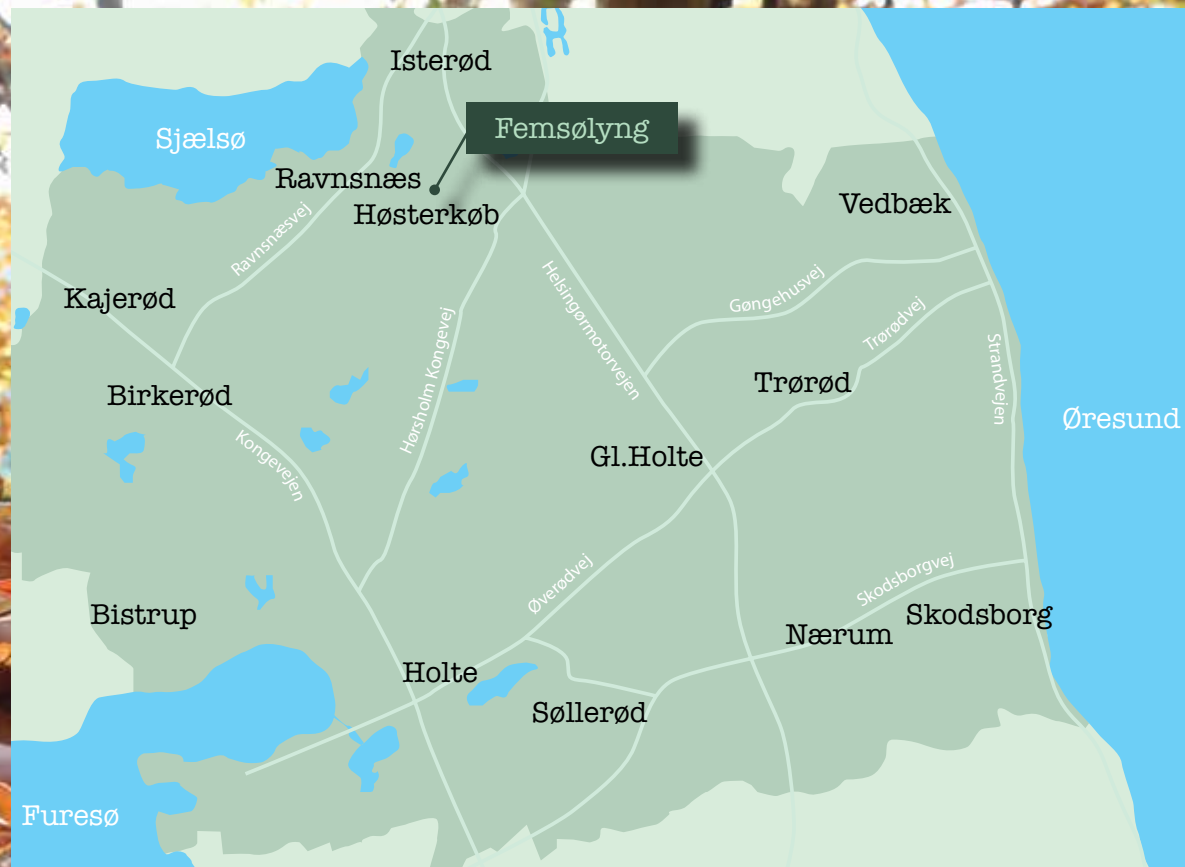 Isterød
Femsølyng
Sjælsø
Ravnsnæs
Høsterkøb
Vedbæk
Ravnsnæsvej
Kajerød
Helsingørmotorvejen
Gøngehusvej
Trørødvej
Strandvejen
Hørsholm Kongevej
Birkerød
Trørød
Øresund
Kongevejen
Gl.Holte
Øverødvej
Skodsborgvej
Bistrup
Skodsborg
Nærum
Holte
Søllerød
Furesø